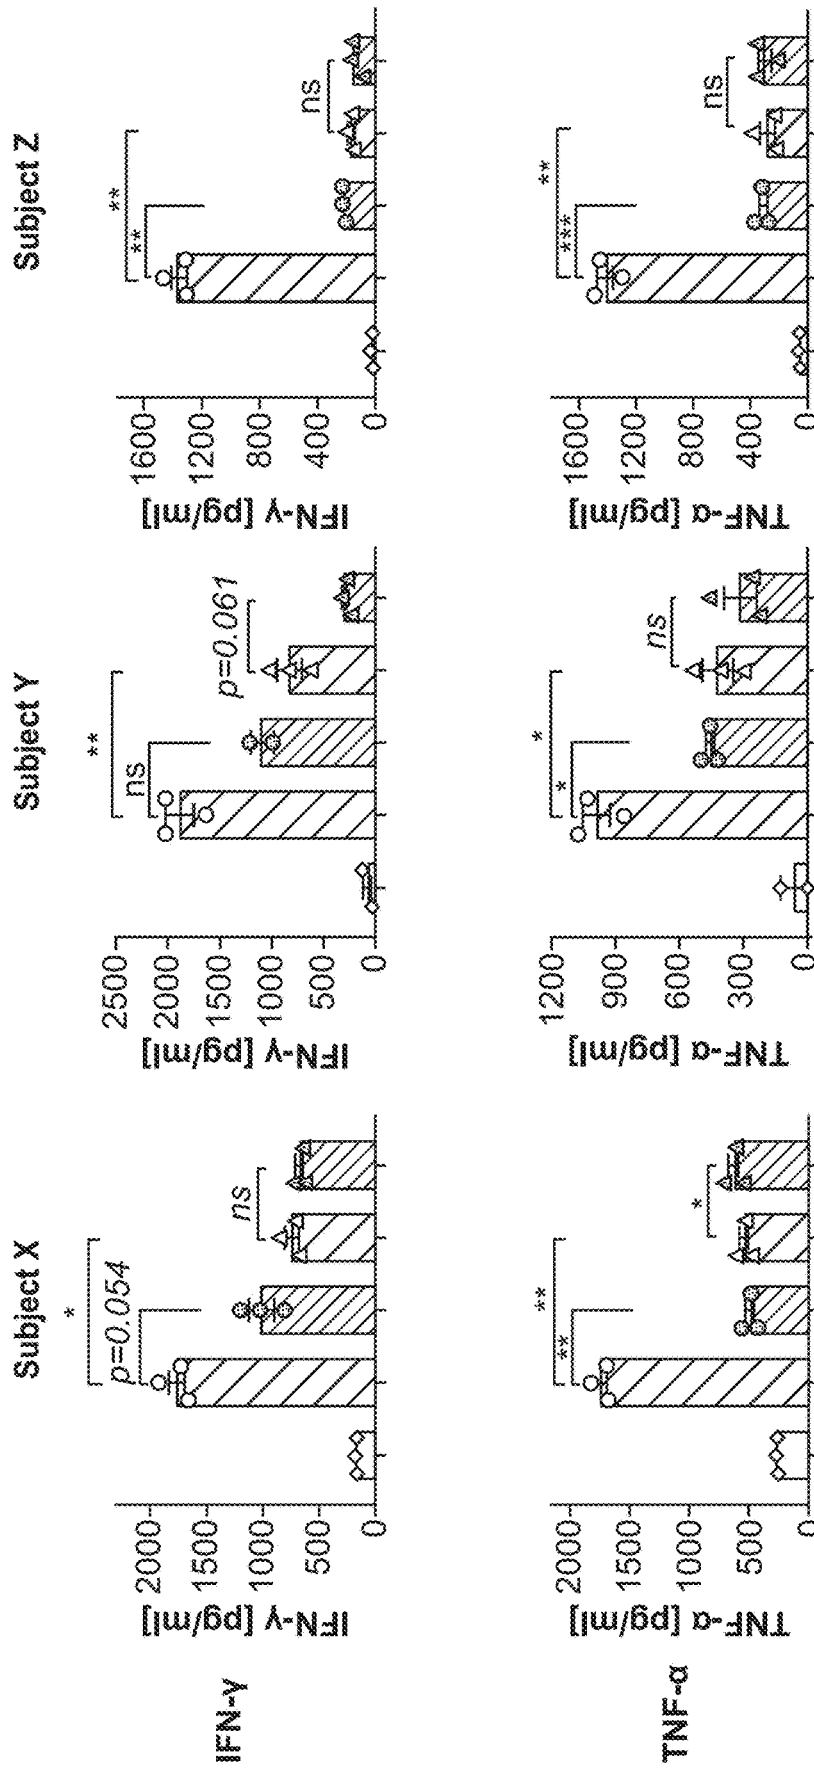 Subject X
Subject Y
Subject Z
IFN-γ
IFN-γ [pg/ml]
2000
1500
1000
500
0
*
p=0.054
ns
IFN-γ [pg/ml]
2500
2000
1500
1000
500
0
**
ns
p=0.061
IFN-γ [pg/ml]
1600
1200
800
400
0
**
**
ns
TNF-α
TNF-α [pg/ml]
2000
1500
1000
500
0
**
**
*
TNF-α [pg/ml]
1200
900
600
300
0
*
*
ns
TNF-α [pg/ml]
1600
1200
800
400
0
**
***
ns